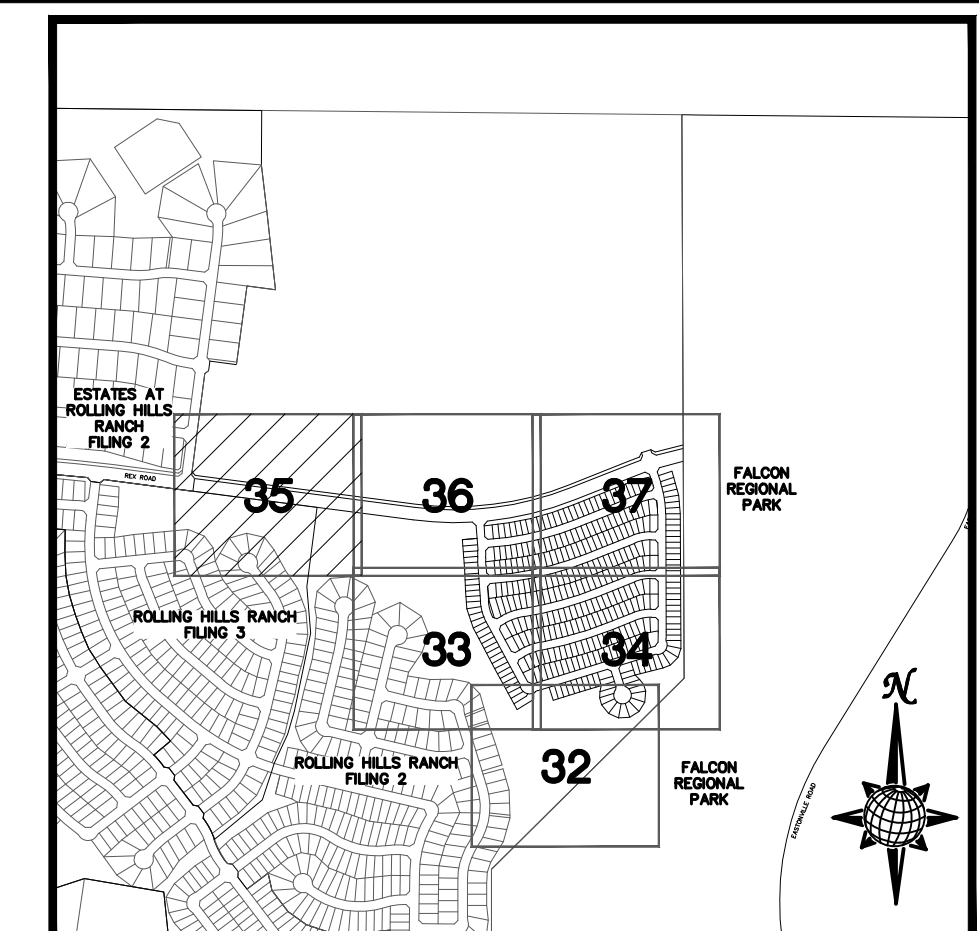 ESTATES AT
ROLLING HILLS
RANCH
FILING 2
REX ROAD
35
36
37
FALCON
REGIONAL
PARK
ROLLING HILLS RANCH
FILING 3
33
34
N
ROLLING HILLS RANCH
FILING 2
32
FALCON
REGIONAL
PARK
EASTONVILLE ROAD